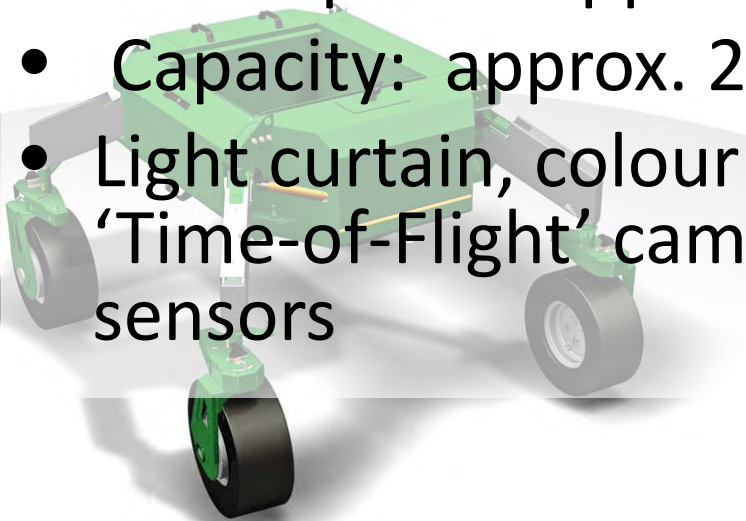 • Capacity: approx. 2
• Light curtain, colour
‘Time-of-Flight’ cam
sensors